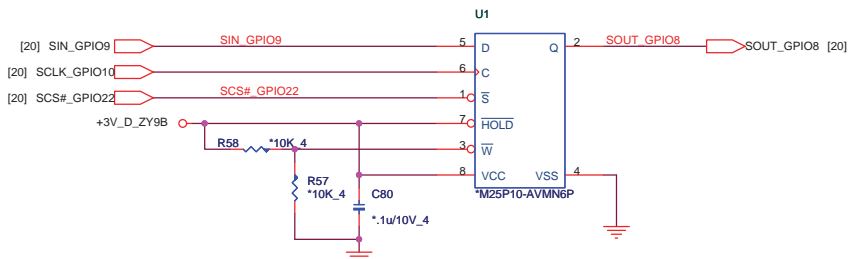 U1
[20] SIN_GPIO9 SIN_GPIO9 5 D Q 2 SOUT_GPIO8 SOUT_GPIO8 [20]
[20] SCLK_GPIO10 6 C
[20] SCS#_GPIO22 SCS#_GPIO22 1 S
+3V_D_ZY9B 7 HOLD
R58 *10K_4 3 W
8 VCC VSS 4
R57
*10K_4
C80
*.1u/10V_4
*M25P10-AVMN6P